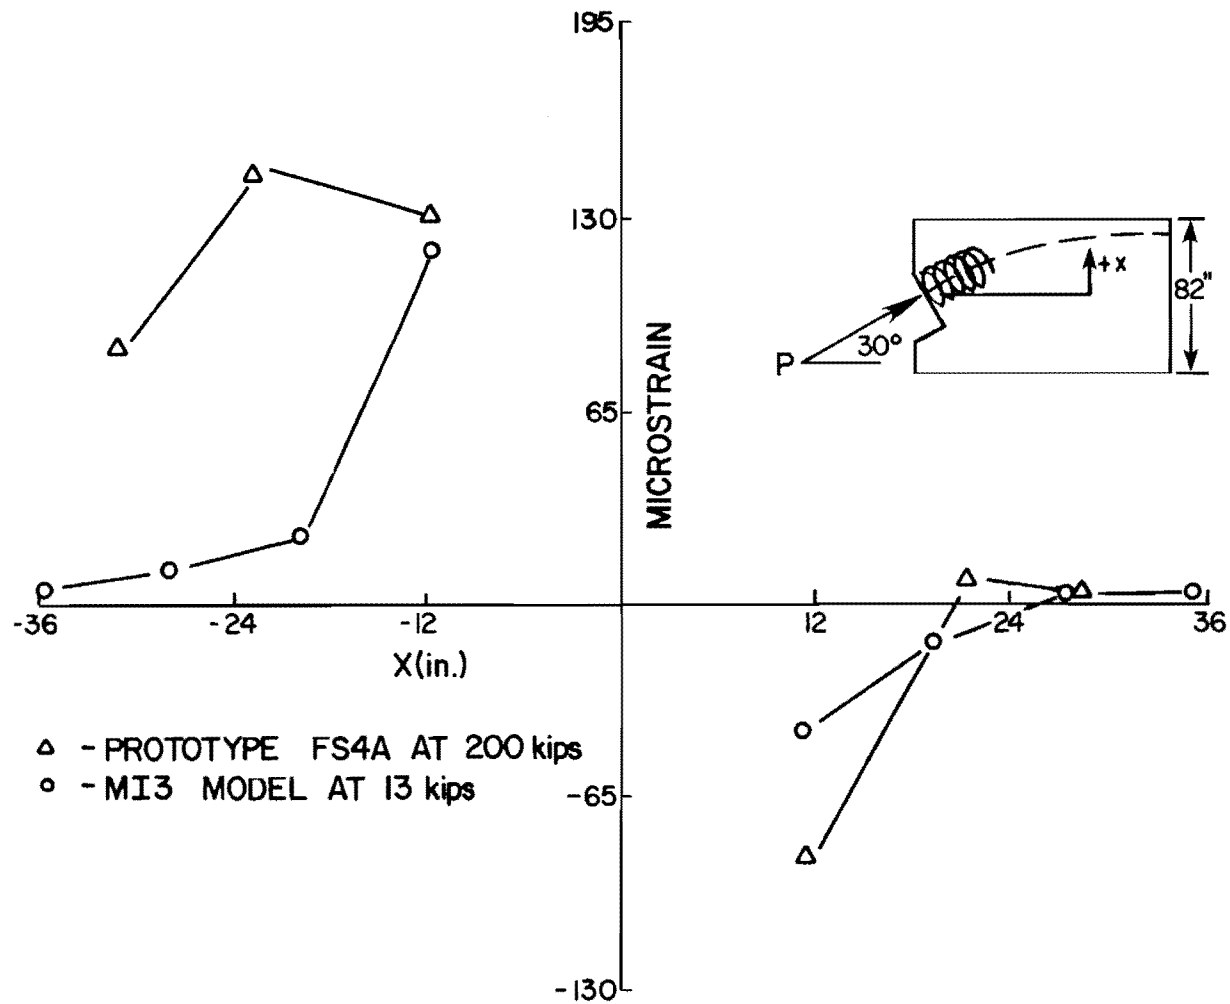 195
130
65
-65
-130
MICROSTRAIN
-36
-24
-12
12
24
36
X(in.)
+x
82"
30°
P
△ - PROTOTYPE FS4A AT 200 kips
○ - MI3 MODEL AT 13 kips